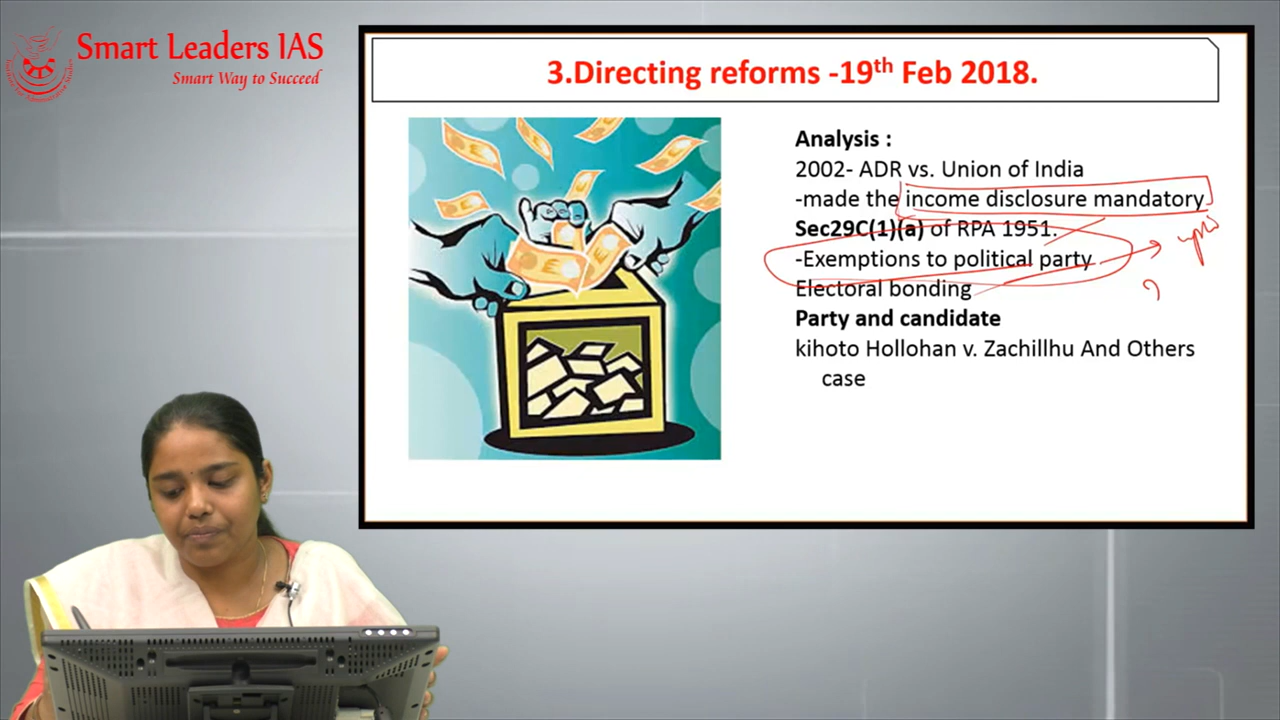 Smart Leaders IAS
Smart Way to Succeed
3.Directing reforms -19th Feb 2018.
Analysis :
2002- ADR vs. Union of India
-made the income disclosure mandatory
Sec29C(1)(a) of RPA 1951.
-Exemptions to political party
Electoral bonding
Party and candidate
kihoto Hollohan v. Zachillhu And Others
case